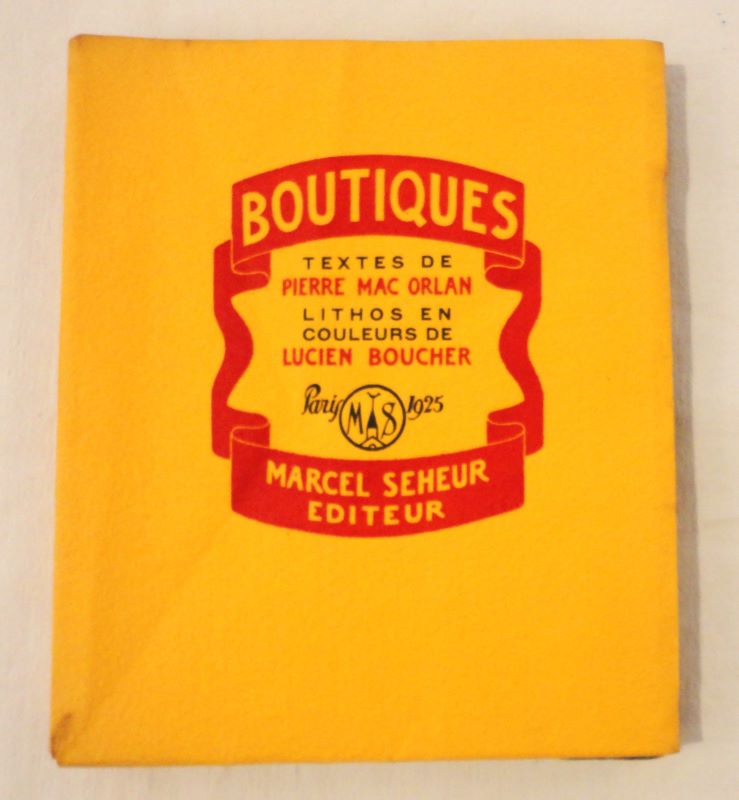 BOUTIQUES
TEXTES DE
PIERRE MAC ORLAN
LITHOS EN
COULEURS DE
LUCIEN BOUCHER
Paris MS 1925
MARCEL SEHEUR
EDITEUR